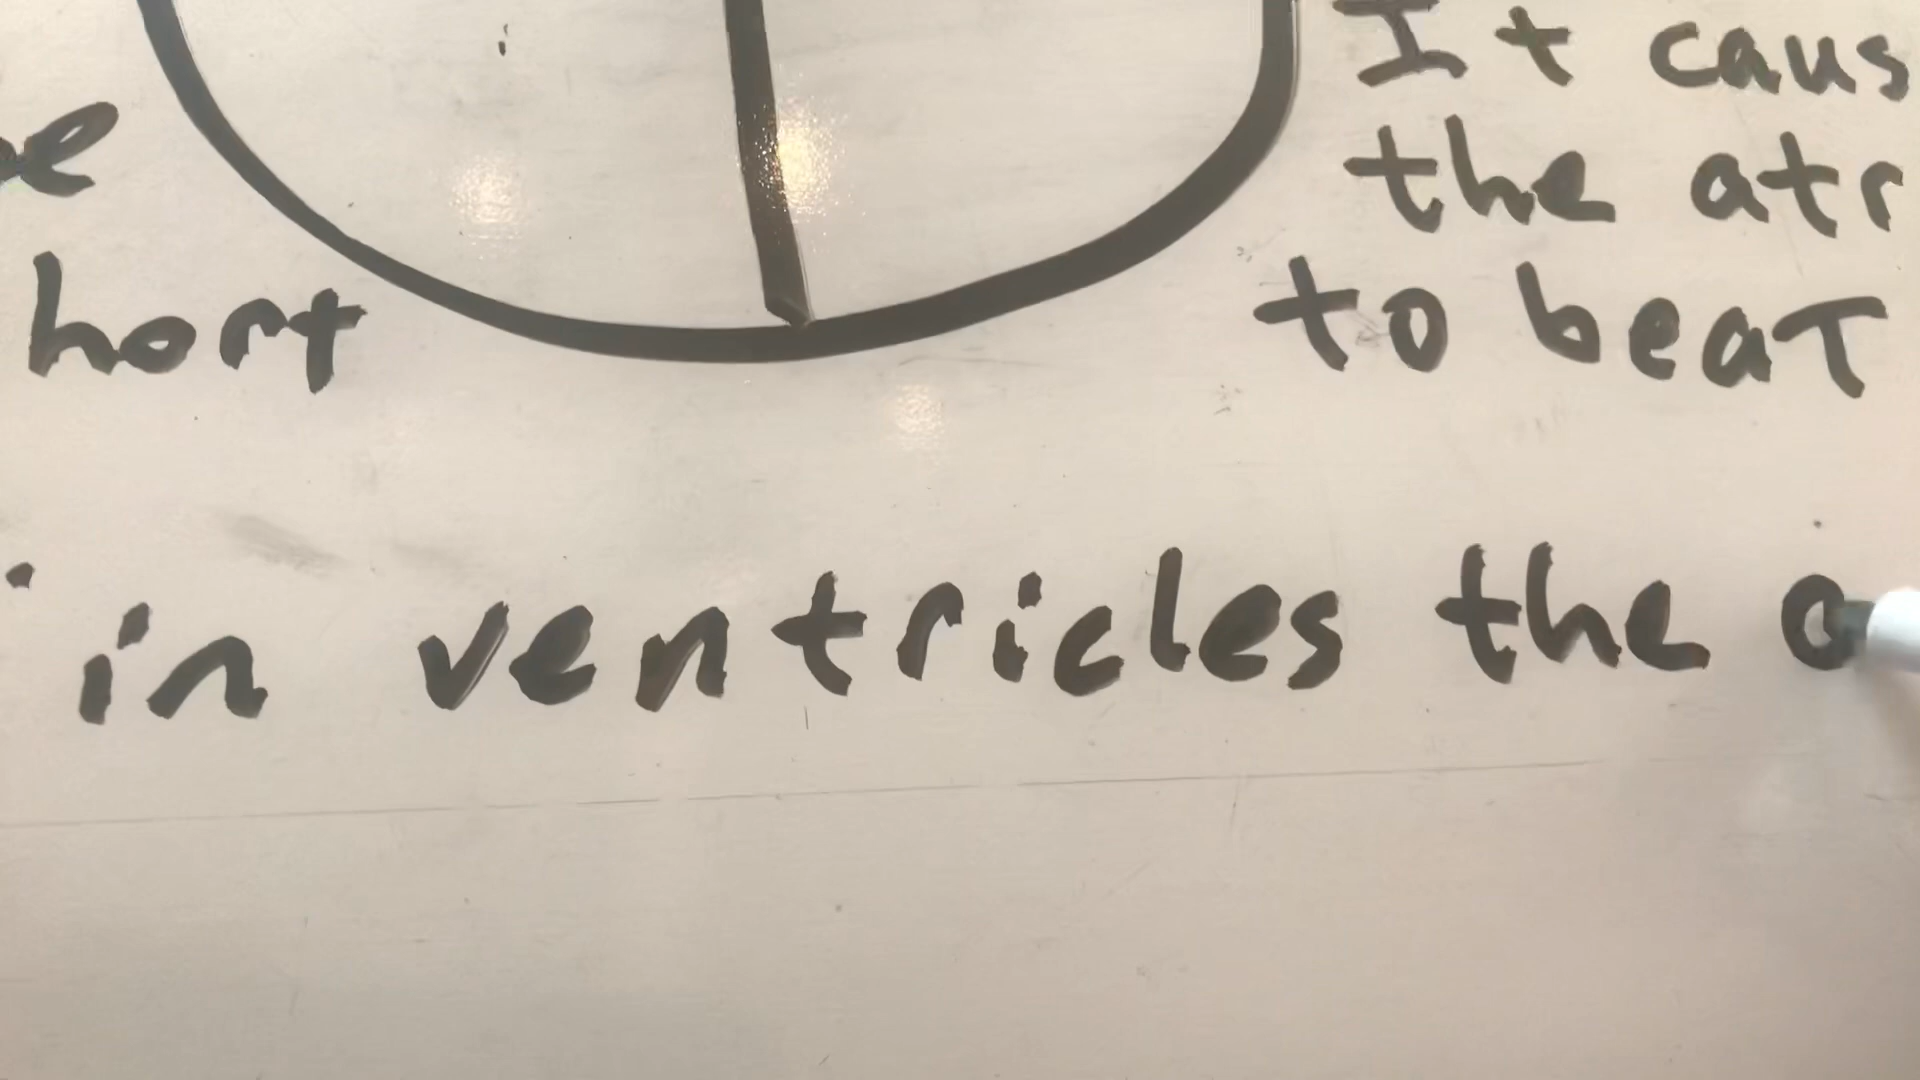 It caus
the atr
hort
to beat
in ventricles the